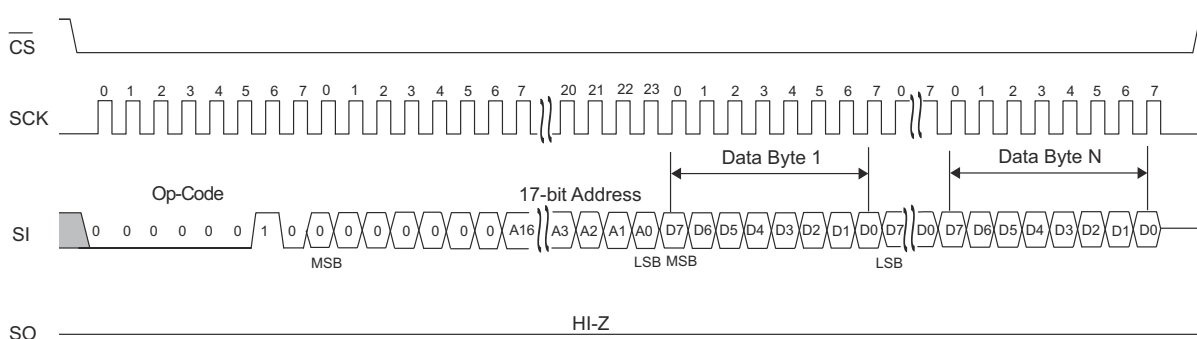 CS
0 1 2 3 4 5 6 7 0 1 2 3 4 5 6 7 20 21 22 23 0 1 2 3 4 5 6 7 0 7 0 1 2 3 4 5 6 7
SCK
Data Byte 1 Data Byte N
Op-Code 17-bit Address
SI 0 0 0 0 0 0 1 0 0 0 0 0 0 0 0 A16 A3 A2 A1 A0 D7 D6 D5 D4 D3 D2 D1 D0 D7 D0 D7 D6 D5 D4 D3 D2 D1 D0
MSB LSB MSB LSB
HI-Z
SO